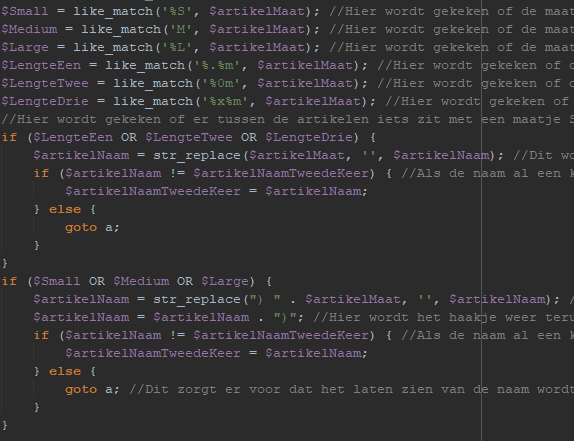 $Small = like_match('%S', $artikelMaat); //Hier wordt gekeken of de maat
$Medium = like_match('M', $artikelMaat); //Hier wordt gekeken of de maat
$Large = like_match('%L', $artikelMaat); //Hier wordt gekeken of de maat
$LengteEen = like_match('%.%m', $artikelMaat); //Hier wordt gekeken of
$LengteTwee = like_match('%0m', $artikelMaat); //Hier wordt gekeken of
$LengteDrie = like_match('%x%m', $artikelMaat); //Hier wordt gekeken of
//Hier wordt gekeken of er tussen de artikelen iets zit met een maatje S
if ($LengteEen OR $LengteTwee OR $LengteDrie) {
$artikelNaam = str_replace($artikelMaat, '', $artikelNaam); //Dit wo
if ($artikelNaam != $artikelNaamTweedeKeer) { //Als de naam al een k
$artikelNaamTweedeKeer = $artikelNaam;
} else {
goto a;
}
}
if ($Small OR $Medium OR $Large) {
$artikelNaam = str_replace(") " . $artikelMaat, '', $artikelNaam); /
$artikelNaam = $artikelNaam . ")"; //Hier wordt het haakje weer teru
if ($artikelNaam != $artikelNaamTweedeKeer) { //Als de naam al een k
$artikelNaamTweedeKeer = $artikelNaam;
} else {
goto a; //Dit zorgt er voor dat het laten zien van de naam wordt
}
}